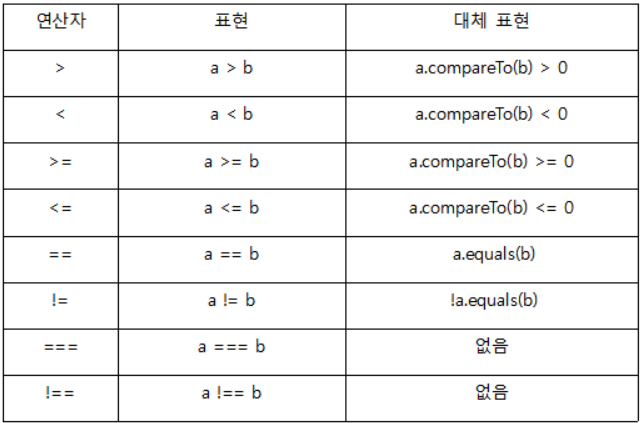 연산자 표현 대체 표현
> a > b a.compareTo(b) > 0
< a < b a.compareTo(b) < 0
>= a >= b a.compareTo(b) >= 0
<= a <= b a.compareTo(b) <= 0
== a == b a.equals(b)
!= a != b !a.equals(b)
=== a === b 없음
!== a !== b 없음